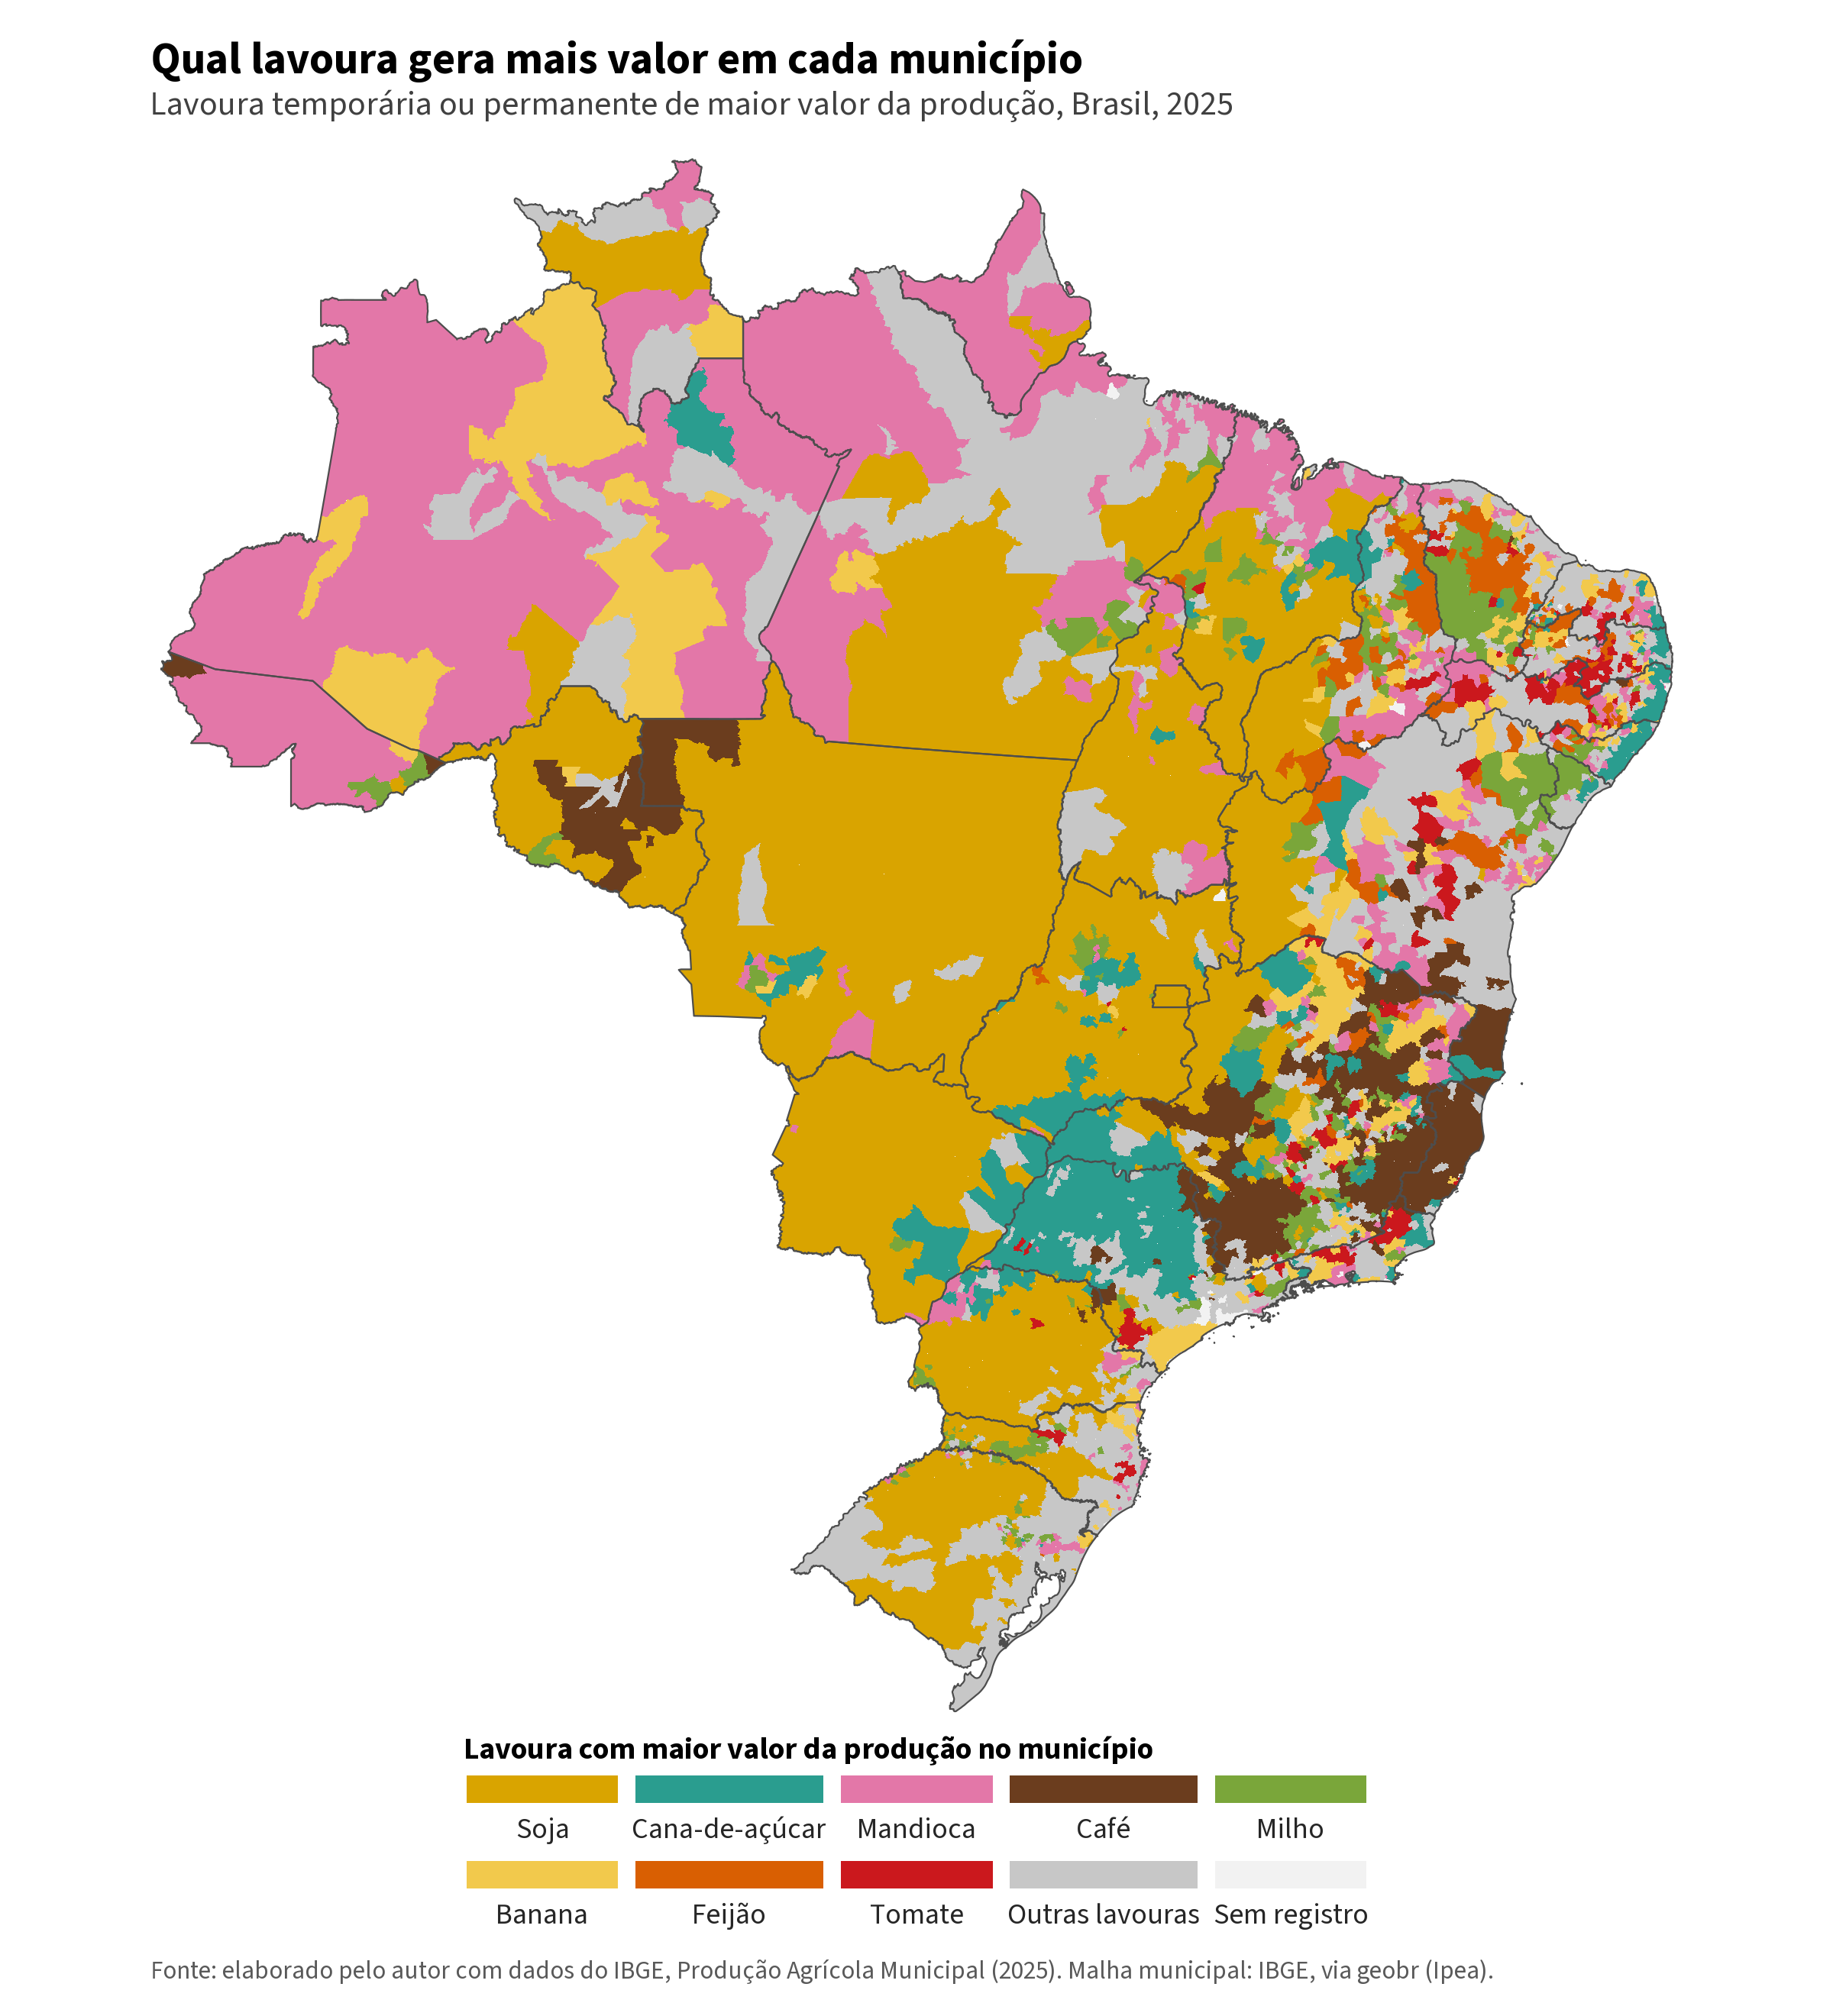 Qual lavoura gera mais valor em cada município
Lavoura temporária ou permanente de maior valor da produção, Brasil, 2025
Lavoura com maior valor da produção no município
Soja Cana-de-açúcar Mandioca Café Milho
Banana Feijão Tomate Outras lavouras Sem registro
Fonte: elaborado pelo autor com dados do IBGE, Produção Agrícola Municipal (2025). Malha municipal: IBGE, via geobr (Ipea).